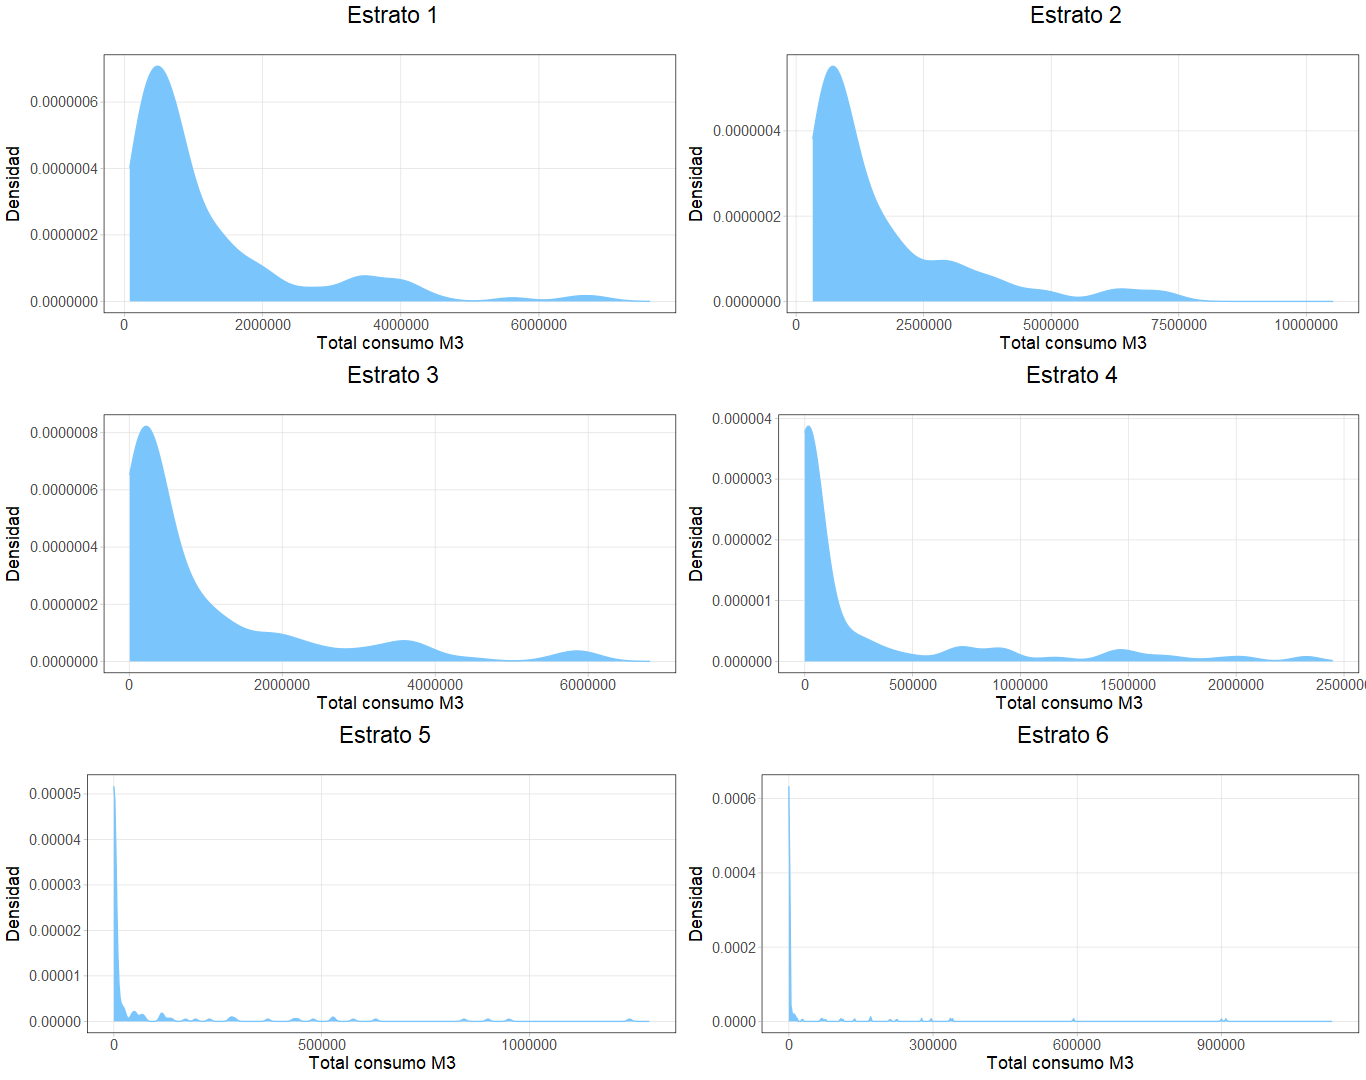 Estrato 1
Densidad
0.0000006
0.0000004
0.0000002
0.0000000
0 2000000 4000000 6000000
Total consumo M3
Estrato 2
Densidad
0.0000004
0.0000002
0.0000000
0 2500000 5000000 7500000 10000000
Total consumo M3
Estrato 3
Densidad
0.0000008
0.0000006
0.0000004
0.0000002
0.0000000
0 2000000 4000000 6000000
Total consumo M3
Estrato 4
Densidad
0.000004
0.000003
0.000002
0.000001
0.000000
0 500000 1000000 1500000 2000000 2500000
Total consumo M3
Estrato 5
Densidad
0.00005
0.00004
0.00003
0.00002
0.00001
0.00000
0 500000 1000000
Total consumo M3
Estrato 6
Densidad
0.0006
0.0004
0.0002
0.0000
0 300000 600000 900000
Total consumo M3